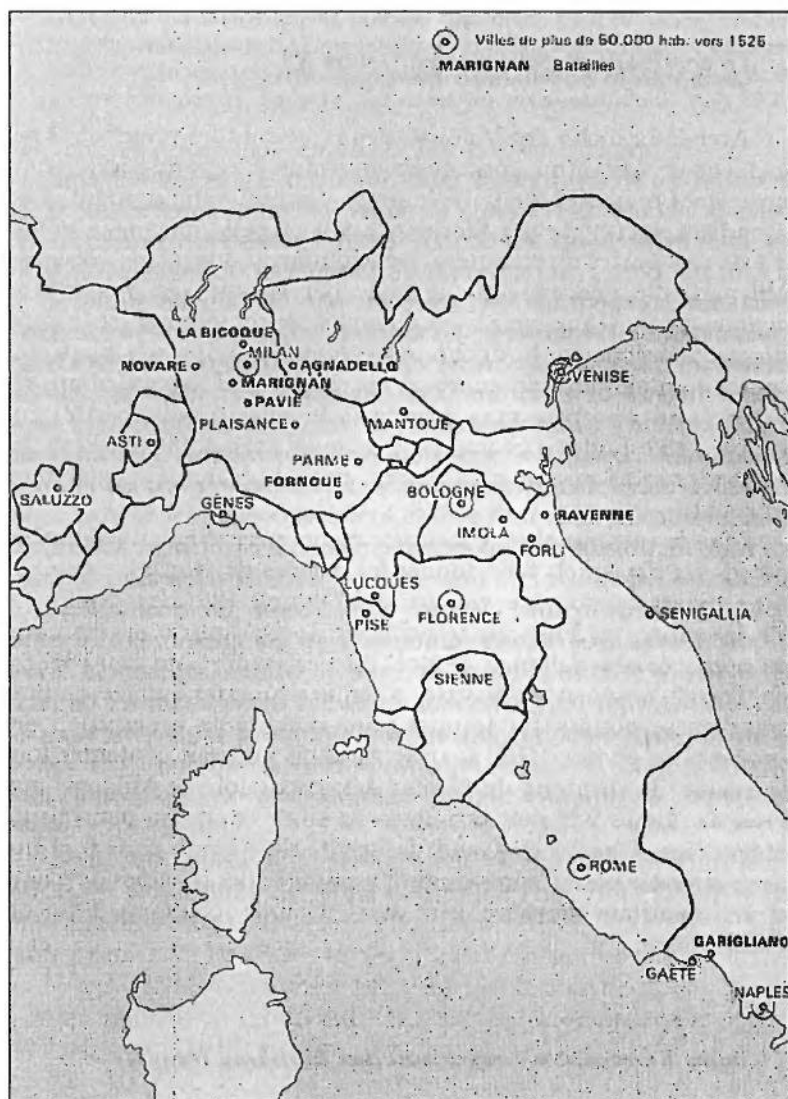 Villes de plus de 50.000 hab. vers 1525
MARIGNAN Batailles
LA BICOQUE
MILAN
NOVARE
AGNADELLO
VENISE
MARIGNAN
PAVIE
PLAISANCE
MANTOUE
ASTI
PARME
SALUZZO
FORNOUE
GÊNES
BOLOGNE
RAVENNE
IMOLA
FORLI
LUCQUES
PISE
FLORENCE
SENIGALLIA
SIENNE
ROME
GARIGLIANO
GAËTE
NAPLES